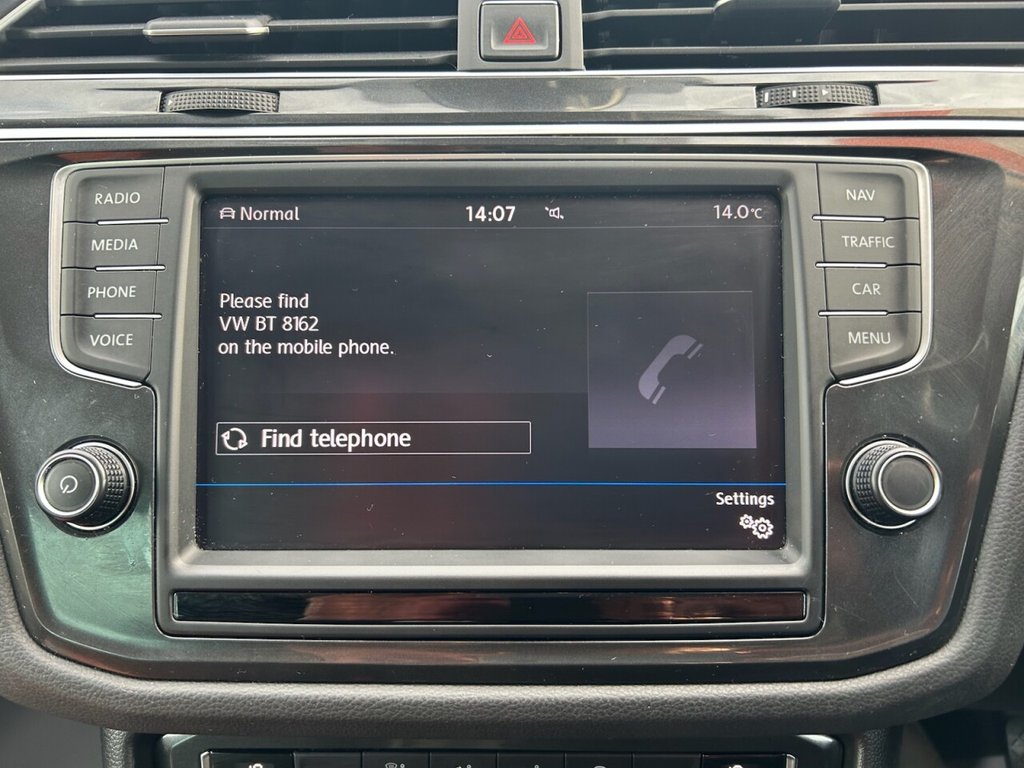 RADIO
MEDIA
PHONE
VOICE
Normal 14:07 14.0°C
Please find
VW BT 8162
on the mobile phone.
Find telephone
Settings
NAV
TRAFFIC
CAR
MENU